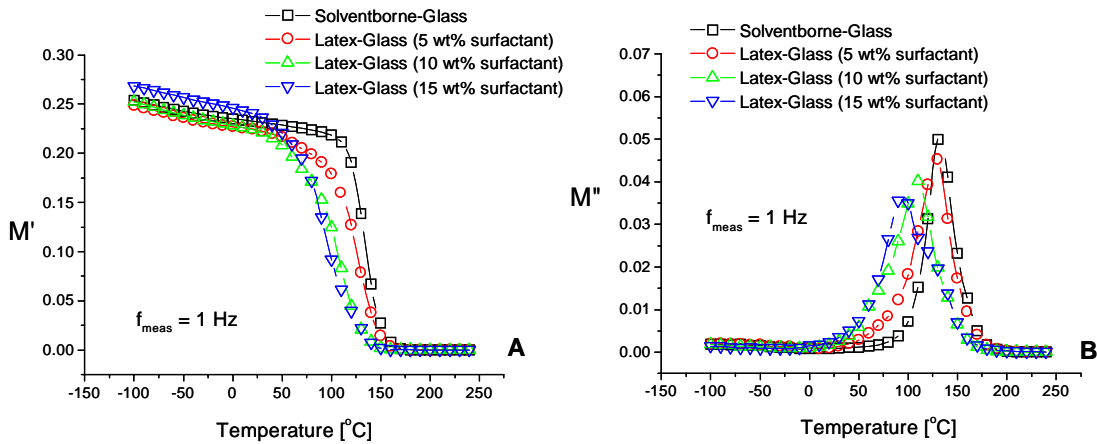 Solventborne-Glass
Latex-Glass (5 wt% surfactant)
Latex-Glass (10 wt% surfactant)
Latex-Glass (15 wt% surfactant)
0.30
0.25
0.20
0.15
0.10
0.05
0.00
M'
f_meas = 1 Hz
A
-150 -100 -50 0 50 100 150 200 250
Temperature [°C]
Solventborne-Glass
Latex-Glass (5 wt% surfactant)
Latex-Glass (10 wt% surfactant)
Latex-Glass (15 wt% surfactant)
0.07
0.06
0.05
0.04
0.03
0.02
0.01
0.00
M"
f_meas = 1 Hz
B
-150 -100 -50 0 50 100 150 200 250
Temperature [°C]